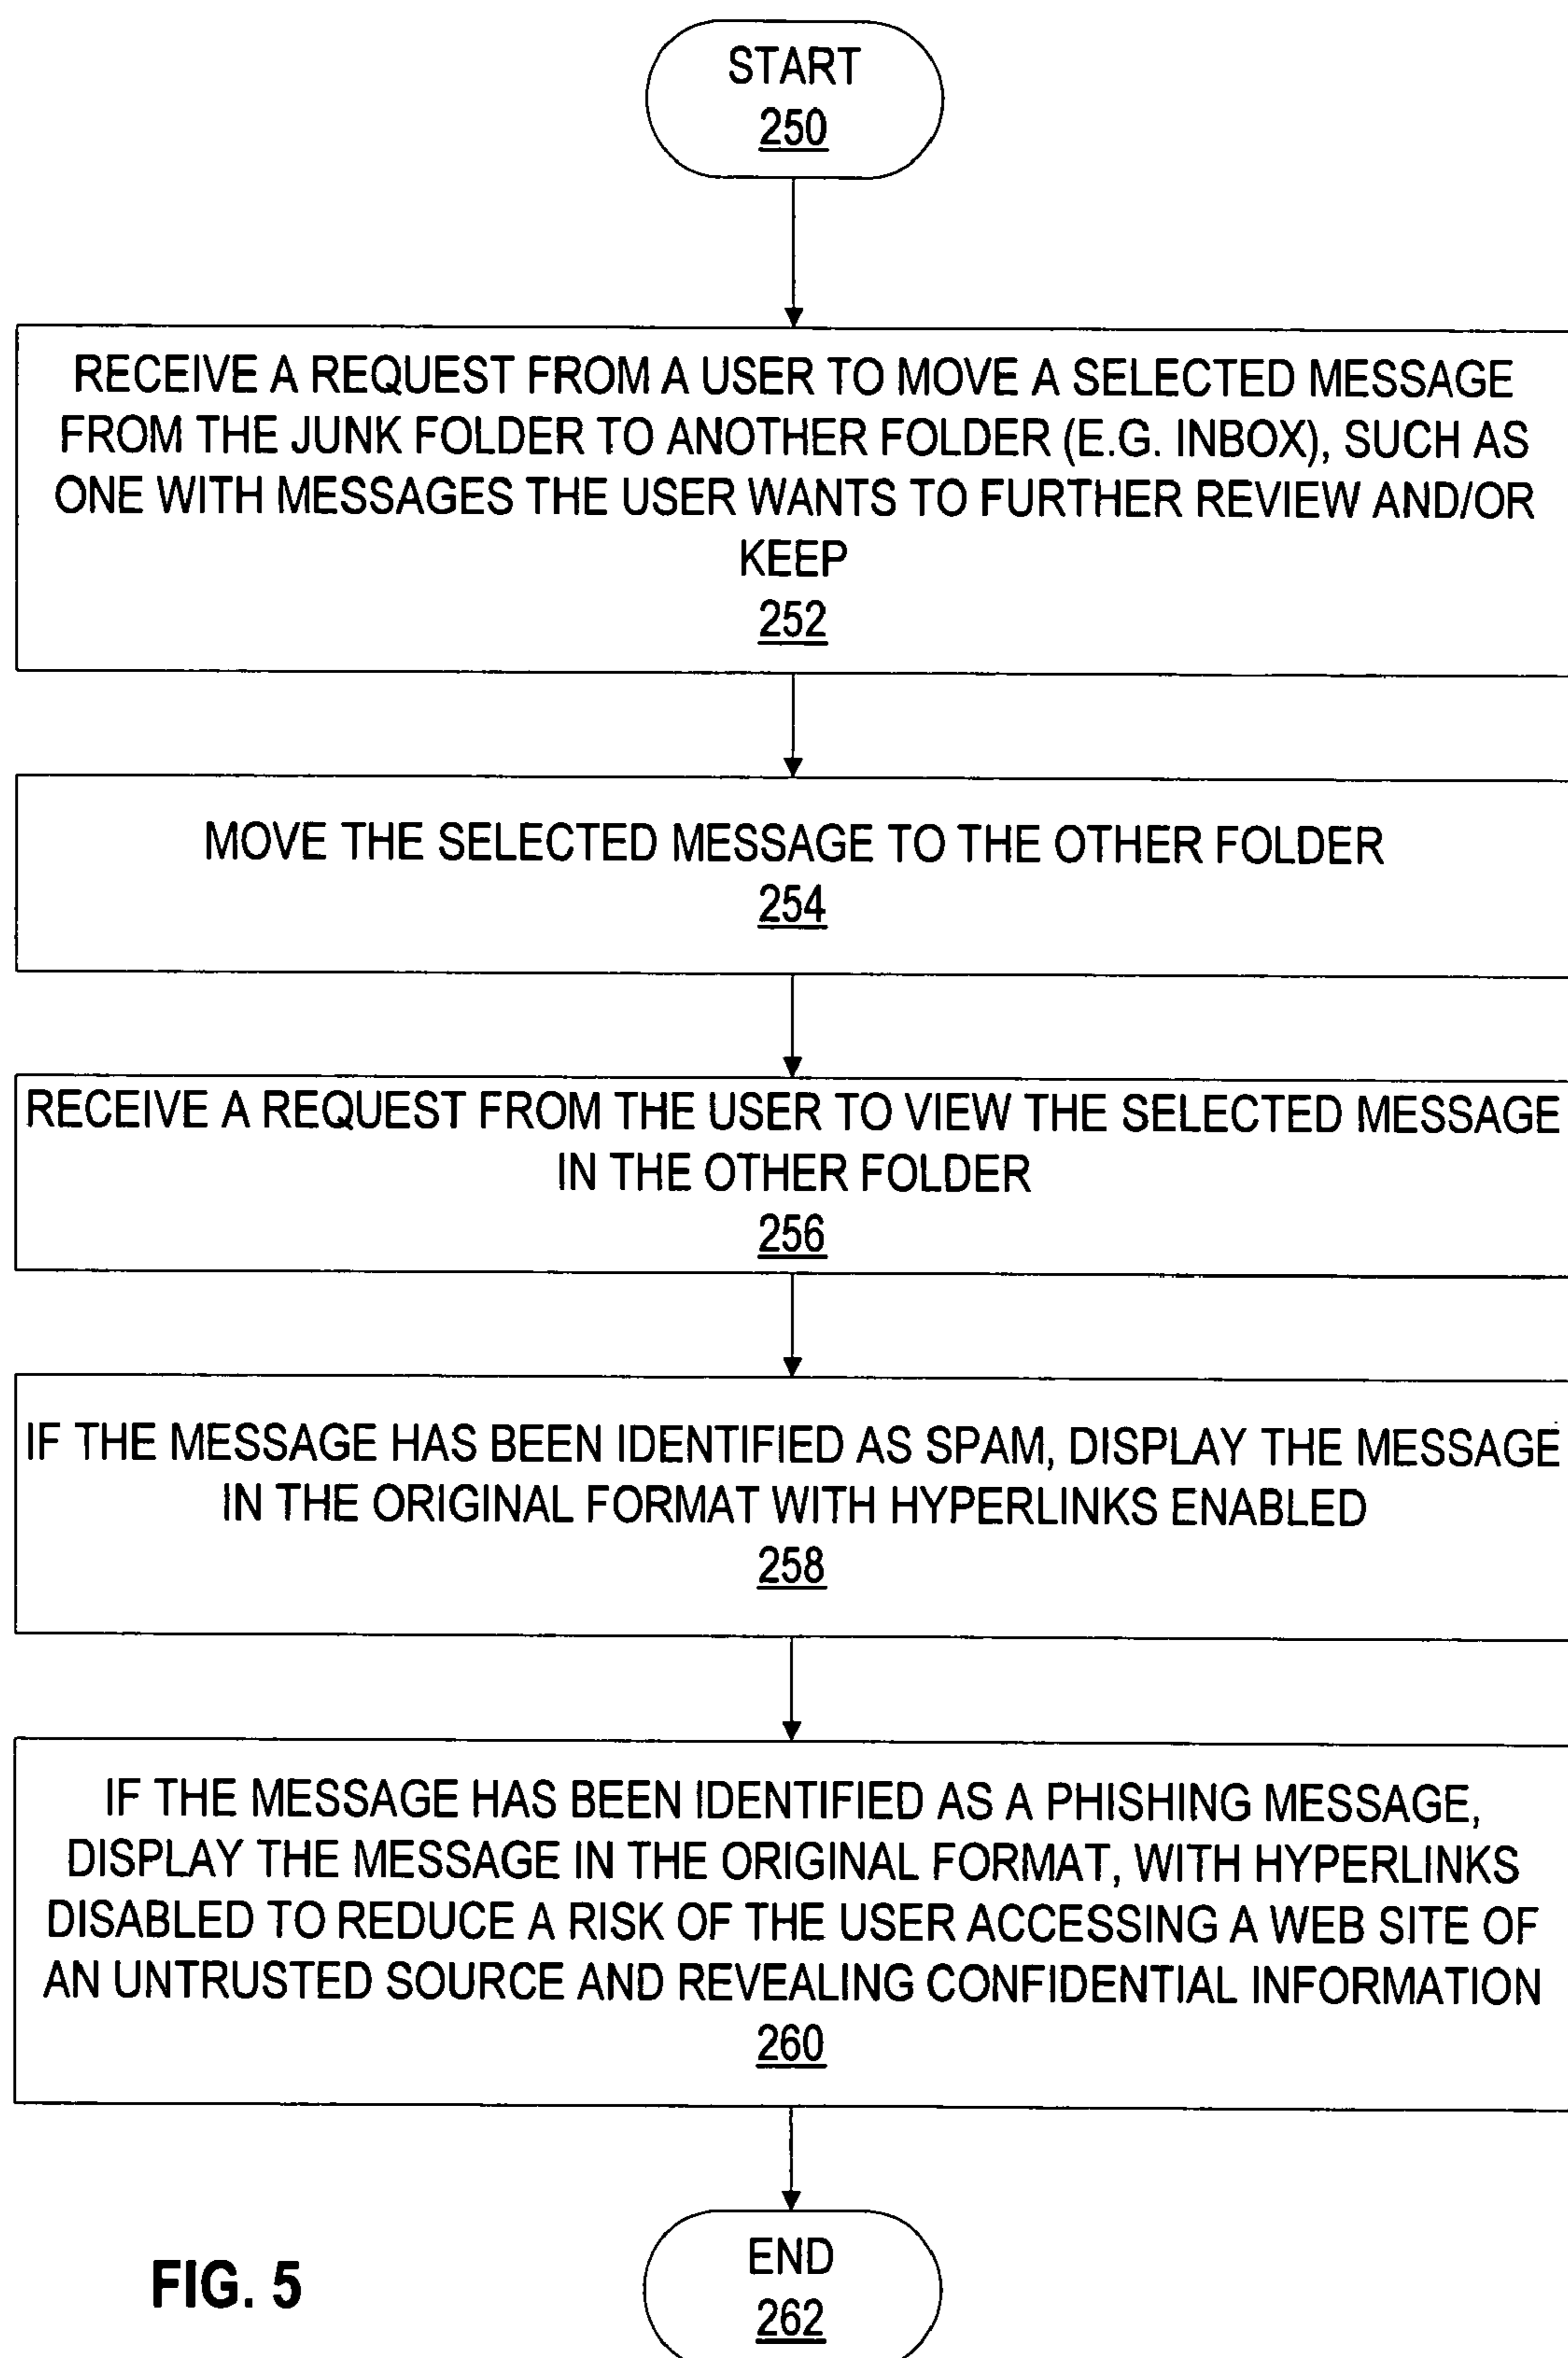 START
250
RECEIVE A REQUEST FROM A USER TO MOVE A SELECTED MESSAGE
FROM THE JUNK FOLDER TO ANOTHER FOLDER (E.G. INBOX), SUCH AS
ONE WITH MESSAGES THE USER WANTS TO FURTHER REVIEW AND/OR
KEEP
252
MOVE THE SELECTED MESSAGE TO THE OTHER FOLDER
254
RECEIVE A REQUEST FROM THE USER TO VIEW THE SELECTED MESSAGE
IN THE OTHER FOLDER
256
IF THE MESSAGE HAS BEEN IDENTIFIED AS SPAM, DISPLAY THE MESSAGE
IN THE ORIGINAL FORMAT WITH HYPERLINKS ENABLED
258
IF THE MESSAGE HAS BEEN IDENTIFIED AS A PHISHING MESSAGE,
DISPLAY THE MESSAGE IN THE ORIGINAL FORMAT, WITH HYPERLINKS
DISABLED TO REDUCE A RISK OF THE USER ACCESSING A WEB SITE OF
AN UNTRUSTED SOURCE AND REVEALING CONFIDENTIAL INFORMATION
260
END
262
FIG. 5